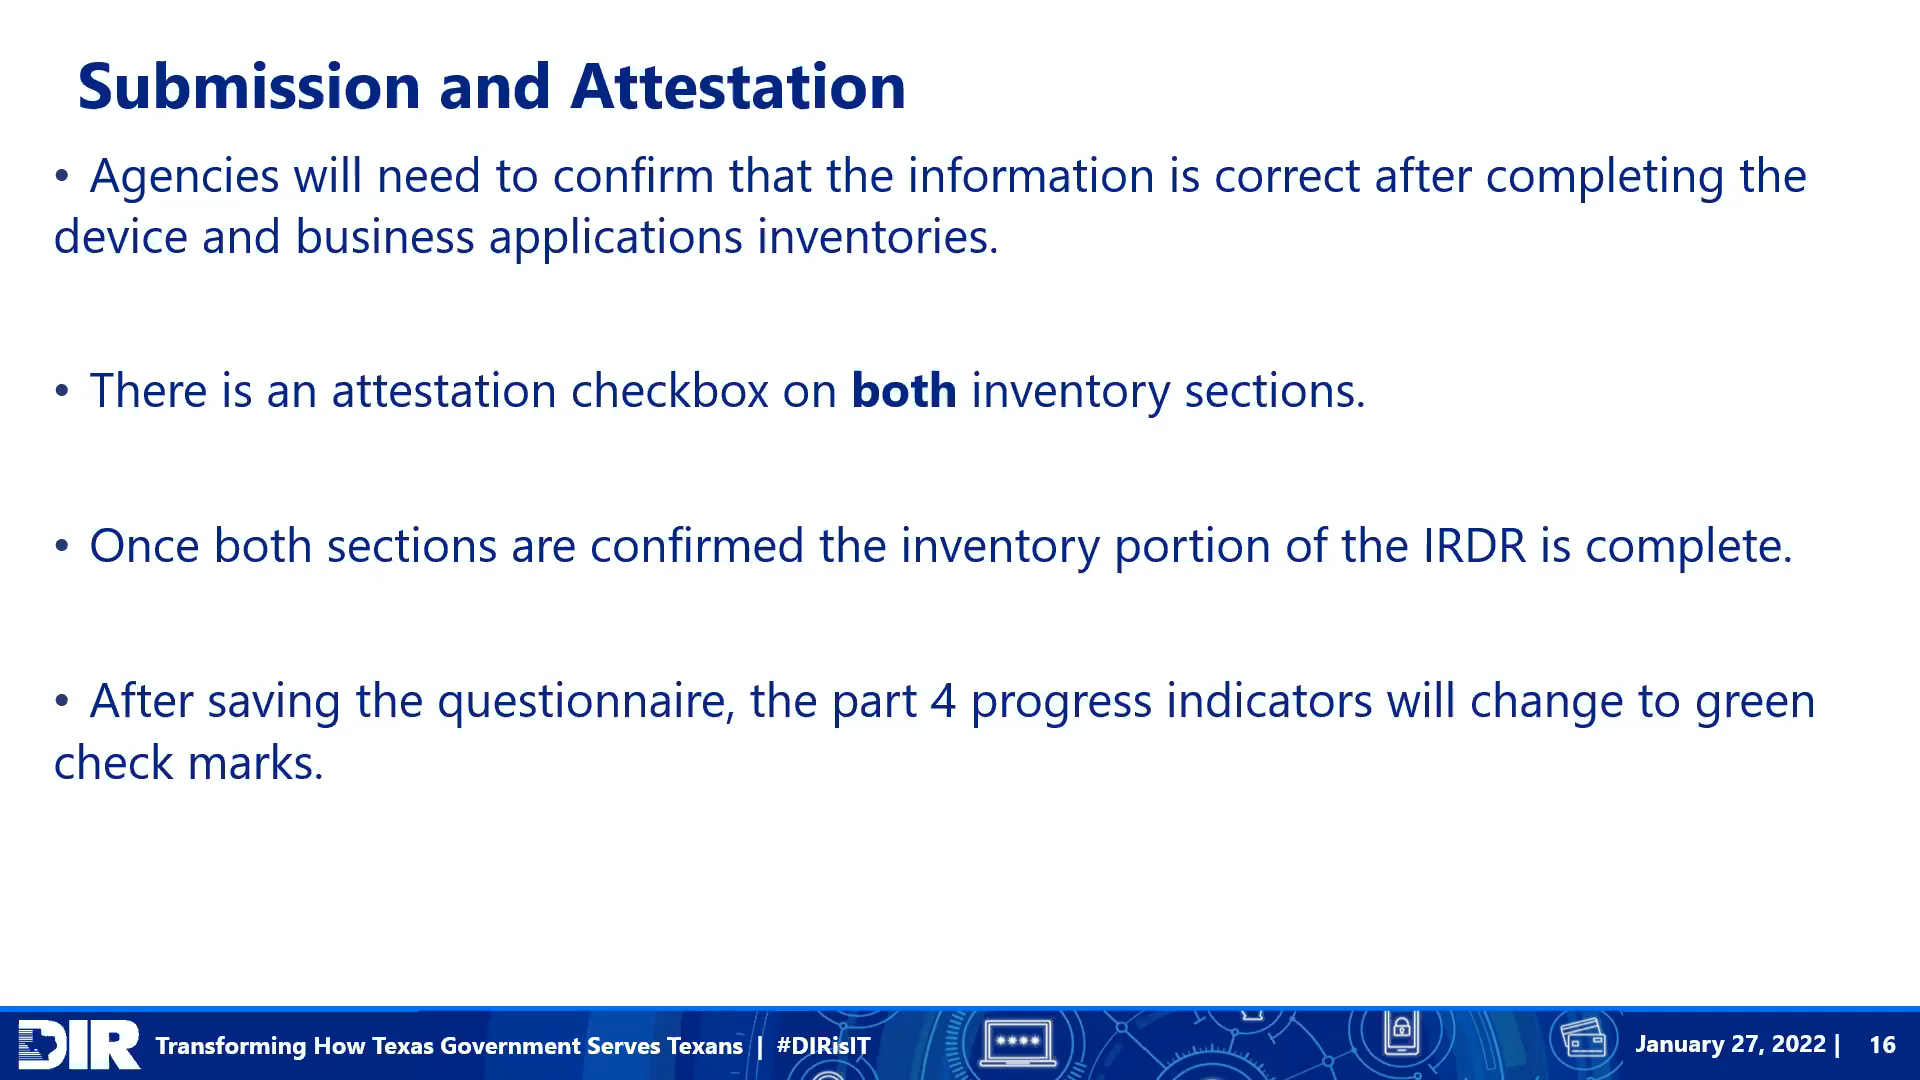 Submission and Attestation
• Agencies will need to confirm that the information is correct after completing the
device and business applications inventories.
• There is an attestation checkbox on both inventory sections.
• Once both sections are confirmed the inventory portion of the IRDR is complete.
• After saving the questionnaire, the part 4 progress indicators will change to green
check marks.
DIR Transforming How Texas Government Serves Texans | #DIRisIT **** January 27, 2022 | 16